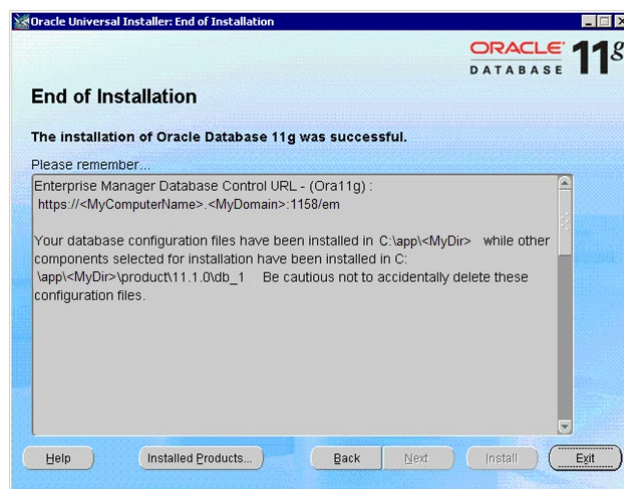 Oracle Universal Installer: End of Installation
ORACLE 11g
DATABASE
End of Installation
The installation of Oracle Database 11g was successful.
Please remember...
Enterprise Manager Database Control URL - (Ora11g) :
https://<MyComputerName>.<MyDomain>:1158/em
Your database configuration files have been installed in C:\app\<MyDir> while other
components selected for installation have been installed in C:
\app\<MyDir>\product\11.1.0\db_1 Be cautious not to accidentally delete these
configuration files.
Help Installed Products... Back Next Install Exit